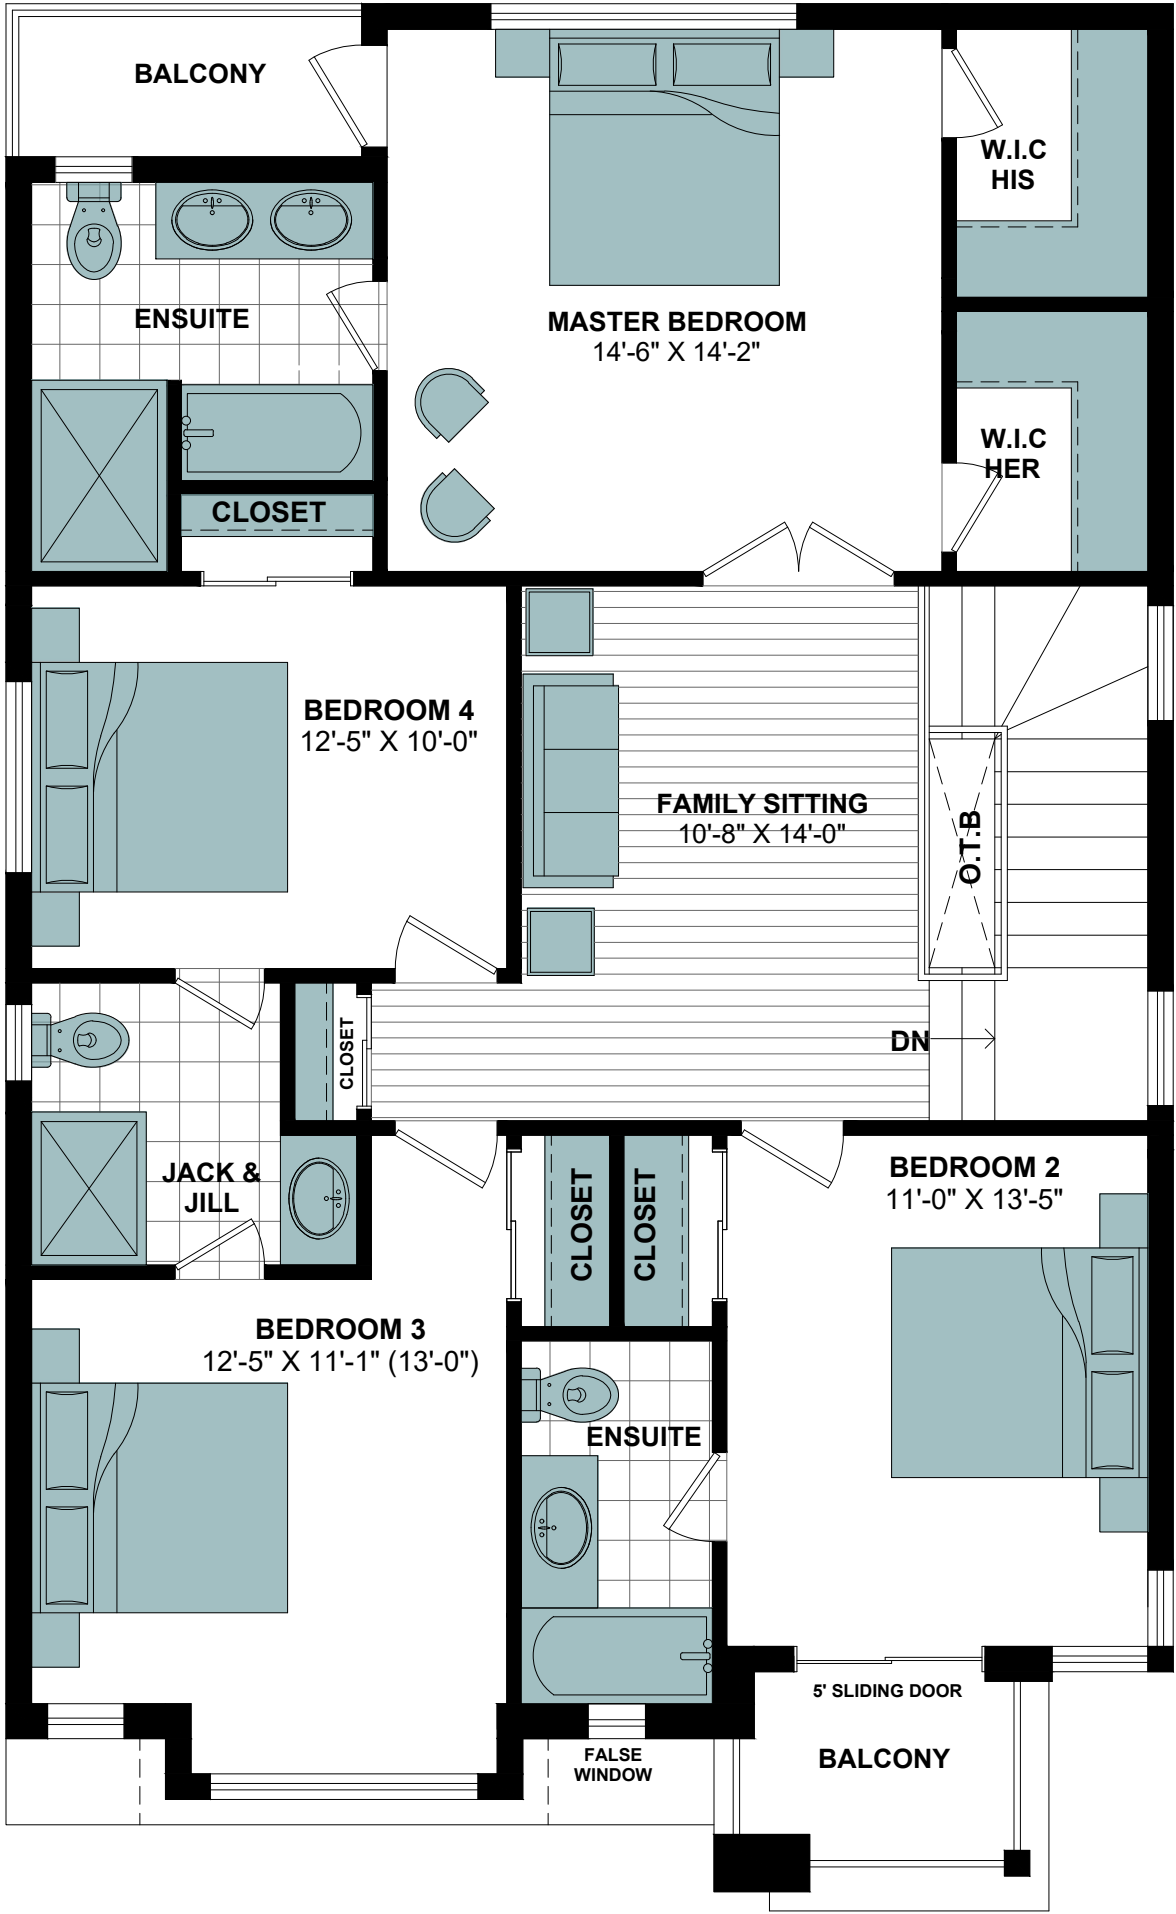 BALCONY
W.I.C
HIS
ENSUITE
MASTER BEDROOM
14'-6" X 14'-2"
W.I.C
HER
CLOSET
BEDROOM 4
12'-5" X 10'-0"
FAMILY SITTING
10'-8" X 14'-0"
O.T.B
CLOSET
DN
JACK &
JILL
CLOSET
CLOSET
BEDROOM 2
11'-0" X 13'-5"
BEDROOM 3
12'-5" X 11'-1" (13'-0")
ENSUITE
5' SLIDING DOOR
FALSE
WINDOW
BALCONY